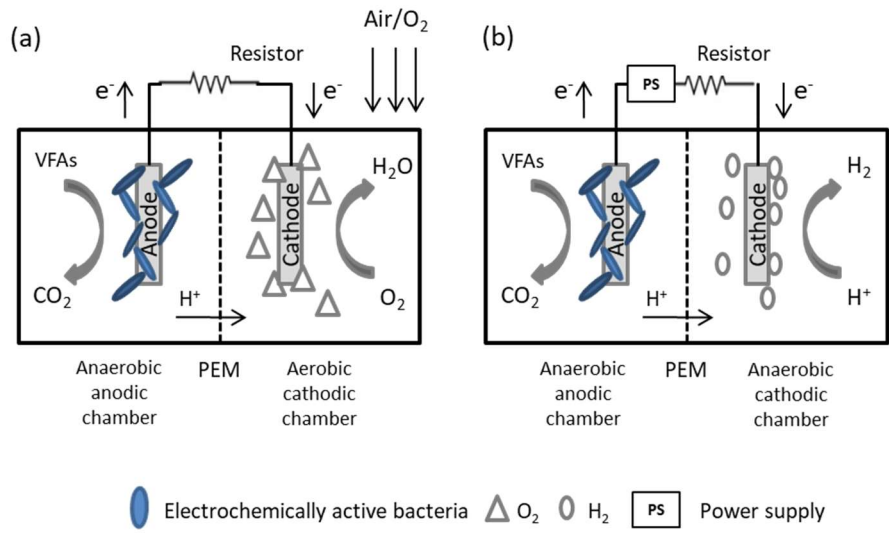 (a)
Air/O₂
Resistor
e⁻
e⁻
VFAs
H₂O
Anode
Cathode
CO₂
H⁺
O₂
Anaerobic
anodic
chamber
PEM
Aerobic
cathodic
chamber
(b)
Resistor
PS
e⁻
e⁻
VFAs
H₂
Anode
Cathode
CO₂
H⁺
H⁺
Anaerobic
anodic
chamber
PEM
Anaerobic
cathodic
chamber
Electrochemically active bacteria
O₂
H₂
PS
Power supply